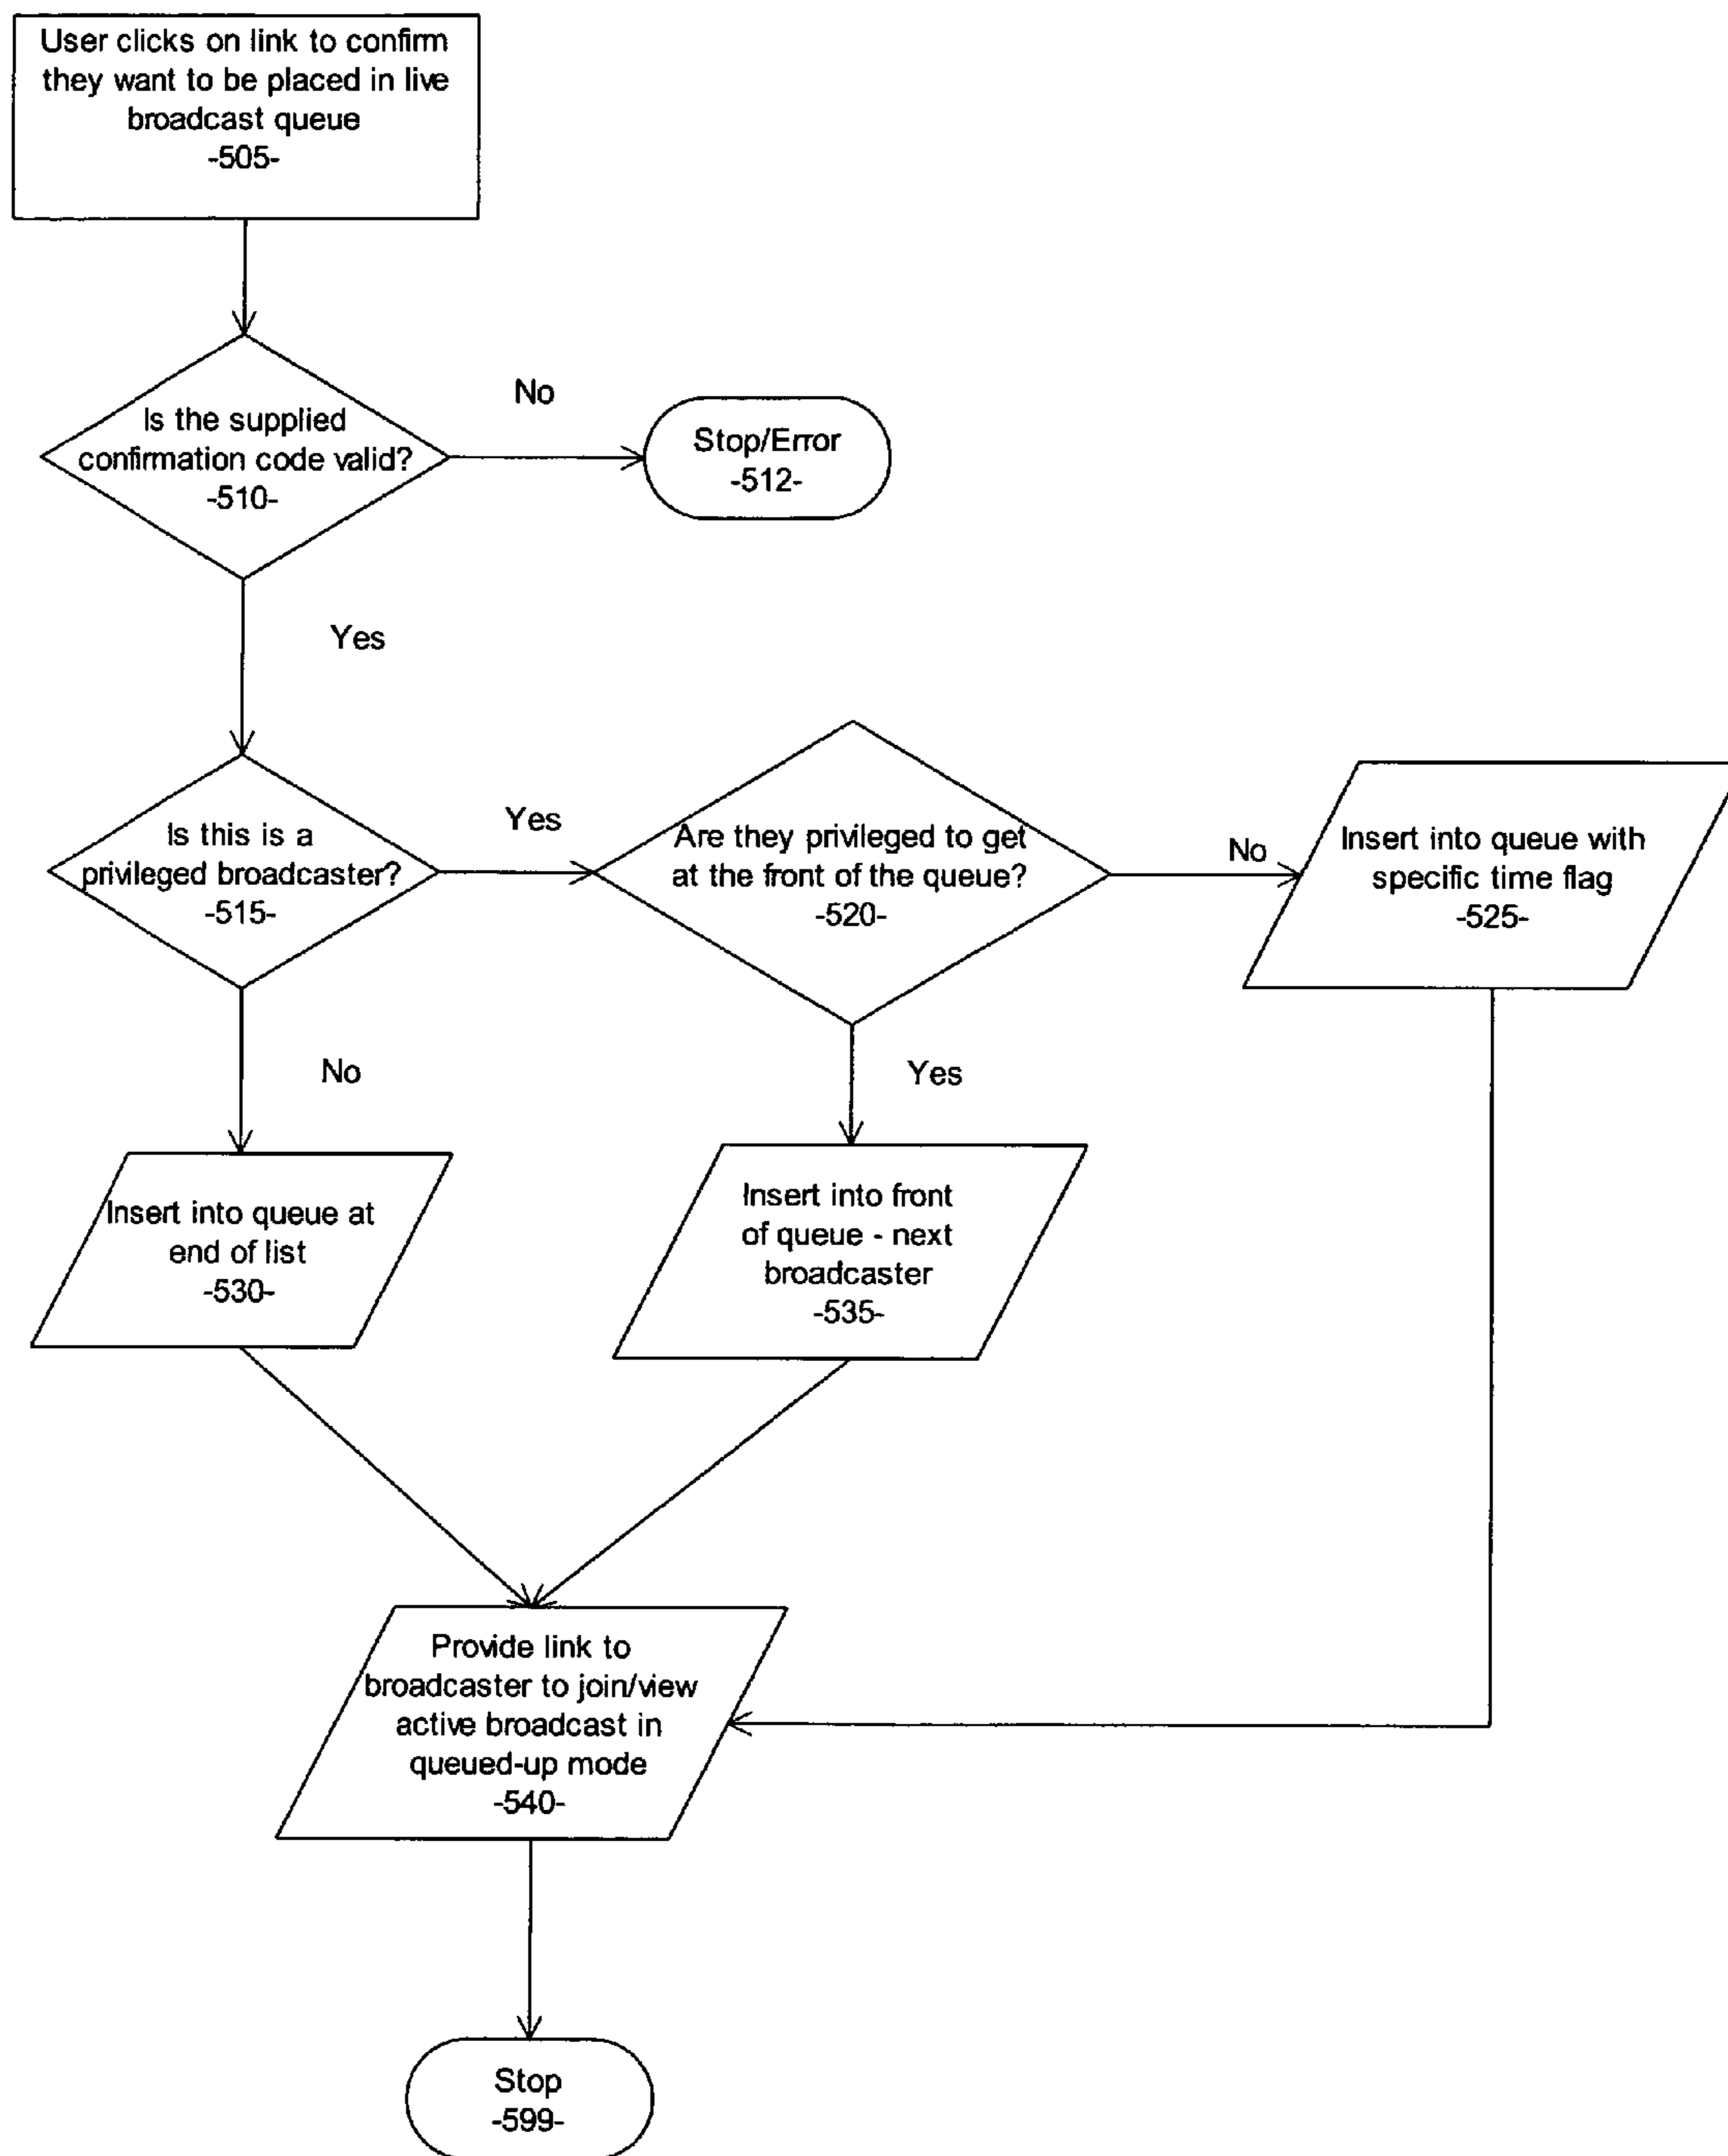 User clicks on link to confirm
they want to be placed in live
broadcast queue
-505-
Is the supplied
confirmation code valid?
-510-
No
Stop/Error
-512-
Yes
Is this is a
privileged broadcaster?
-515-
Yes
Are they privileged to get
at the front of the queue?
-520-
No
Insert into queue with
specific time flag
-525-
No
Yes
Insert into queue at
end of list
-530-
Insert into front
of queue - next
broadcaster
-535-
Provide link to
broadcaster to join/view
active broadcast in
queued-up mode
-540-
Stop
-599-